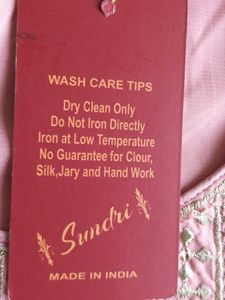 WASH CARE TIPS
Dry Clean Only
Do Not Iron Directly
Iron at Low Temperature
No Guarantee for Clour,
Silk,Jary and Hand Work
Sundri
MADE IN INDIA